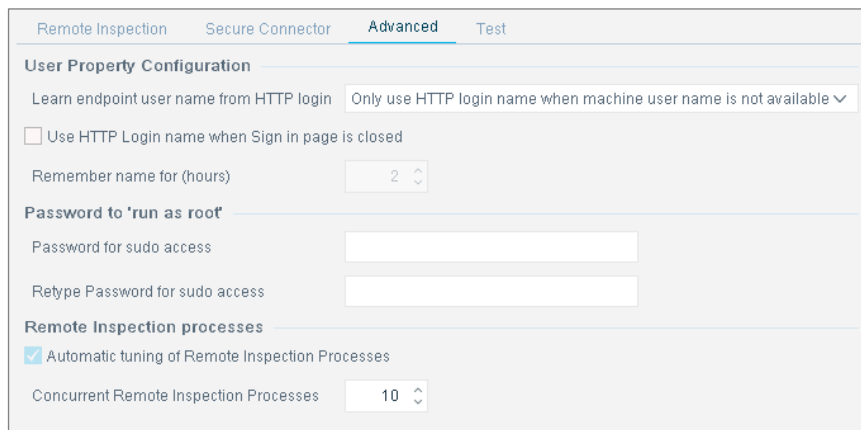 Remote Inspection Secure Connector Advanced Test
User Property Configuration
Learn endpoint user name from HTTP login Only use HTTP login name when machine user name is not available
Use HTTP Login name when Sign in page is closed
Remember name for (hours) 2
Password to 'run as root'
Password for sudo access
Retype Password for sudo access
Remote Inspection processes
Automatic tuning of Remote Inspection Processes
Concurrent Remote Inspection Processes 10